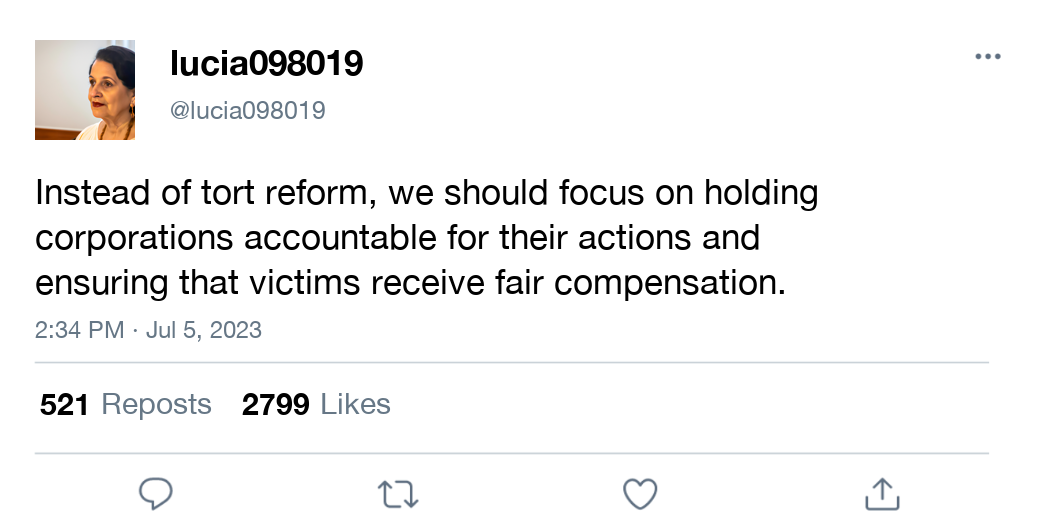 lucia098019
@lucia098019
Instead of tort reform, we should focus on holding
corporations accountable for their actions and
ensuring that victims receive fair compensation.
2:34 PM · Jul 5, 2023
521 Reposts 2799 Likes